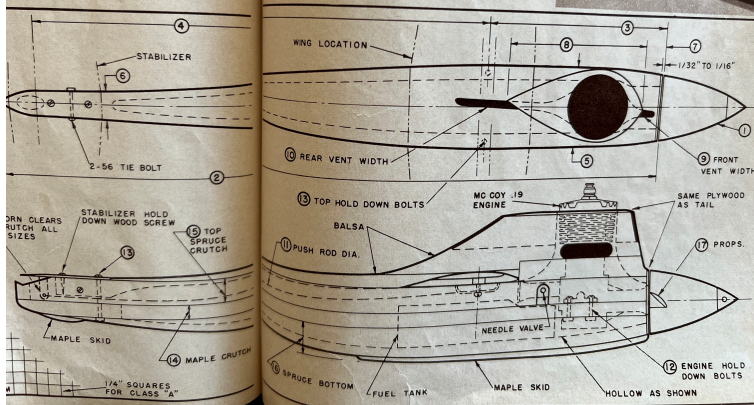 4
STABILIZER
6
2-56 TIE BOLT
2
WING LOCATION
3
8
7
1/32" TO 1/16"
1
10 REAR VENT WIDTH
5
9 FRONT
VENT WIDTH
13 TOP HOLD DOWN BOLTS
MC COY .19
ENGINE
SAME PLYWOOD
AS TAIL
BALSA
11 PUSH ROD DIA.
17 PROPS.
ORN CLEARS
RUTCH ALL
SIZES
STABILIZER HOLD
DOWN WOOD SCREW
13
15 TOP
SPRUCE
CRUTCH
MAPLE SKID
14 MAPLE CRUTCH
1/4" SQUARES
FOR CLASS "A"
M
NEEDLE VALVE
12 ENGINE HOLD
DOWN BOLTS
SPRUCE BOTTOM
FUEL TANK
MAPLE SKID
HOLLOW AS SHOWN